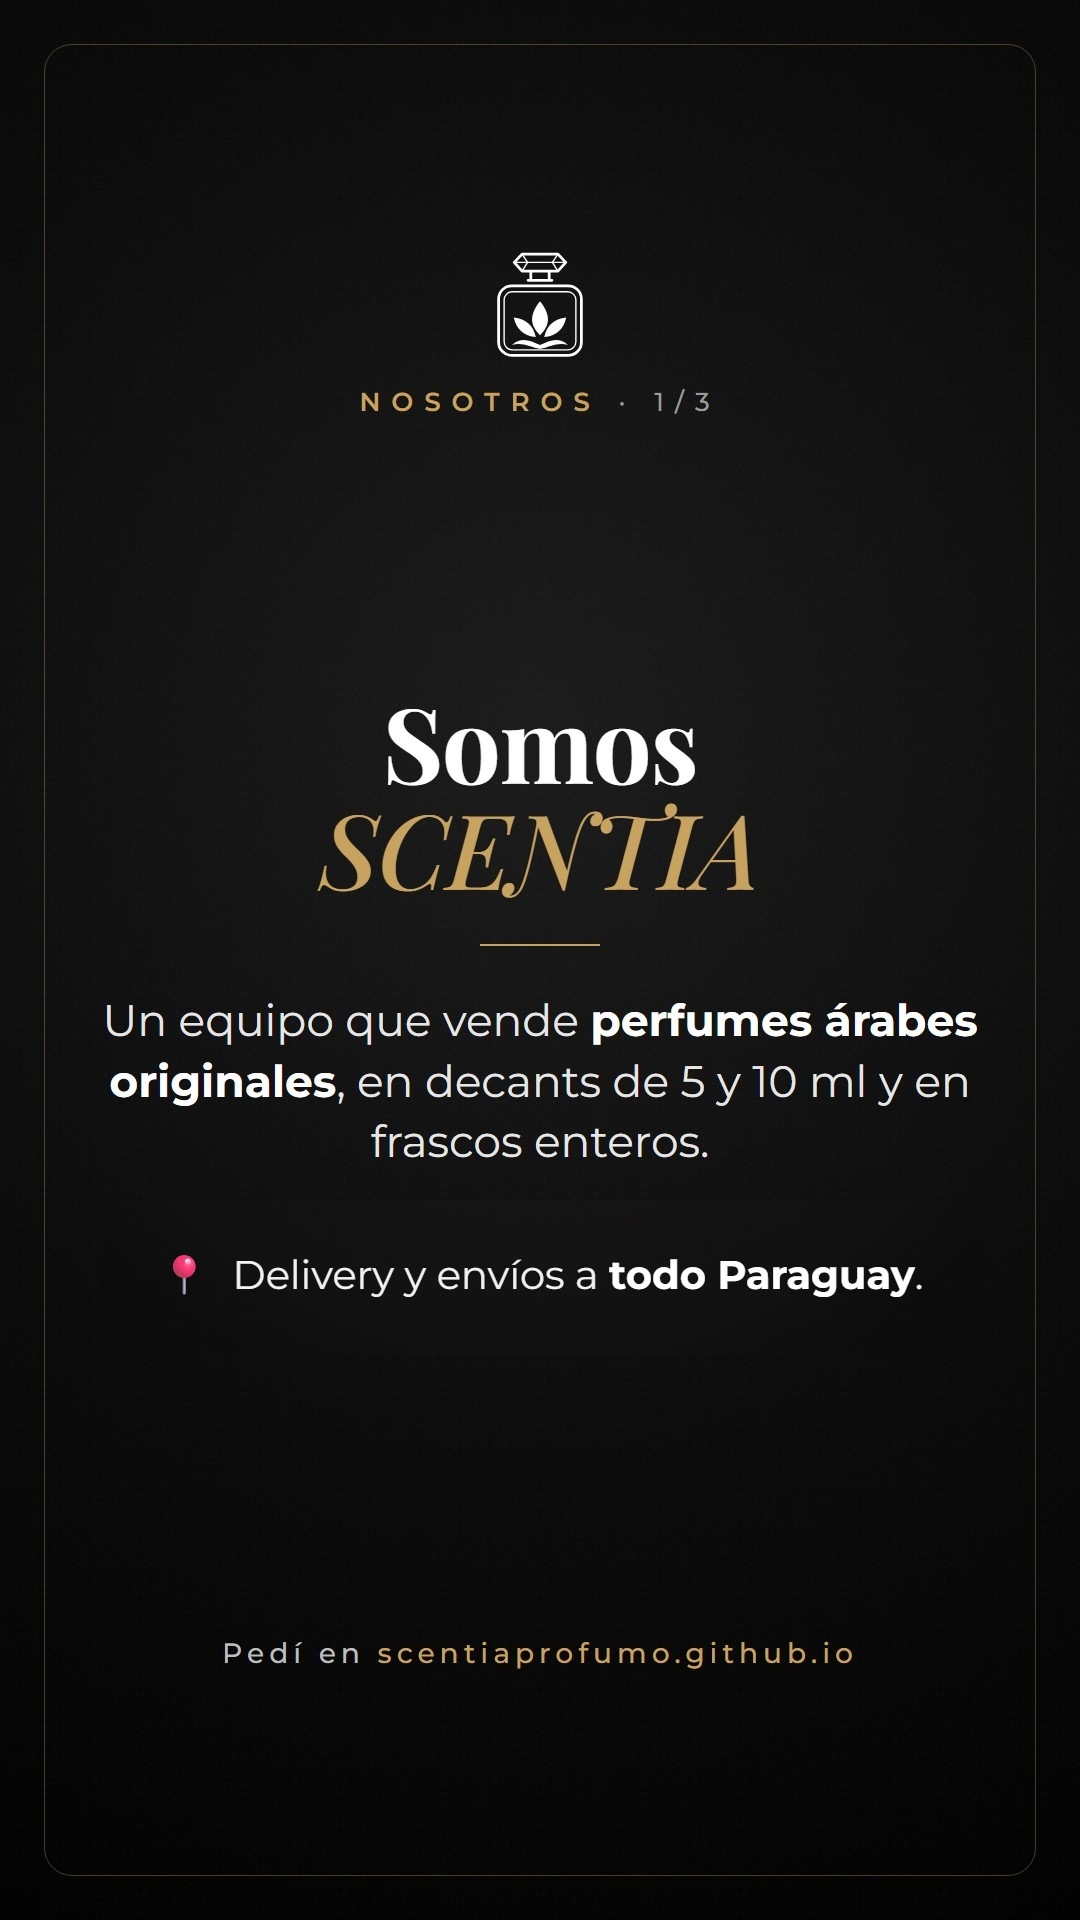 NOSOTROS · 1/3
Somos
SCENTIA
Un equipo que vende perfumes árabes
originales, en decants de 5 y 10 ml y en
frascos enteros.
📍 Delivery y envíos a todo Paraguay.
Pedí en scentiaprofumo.github.io